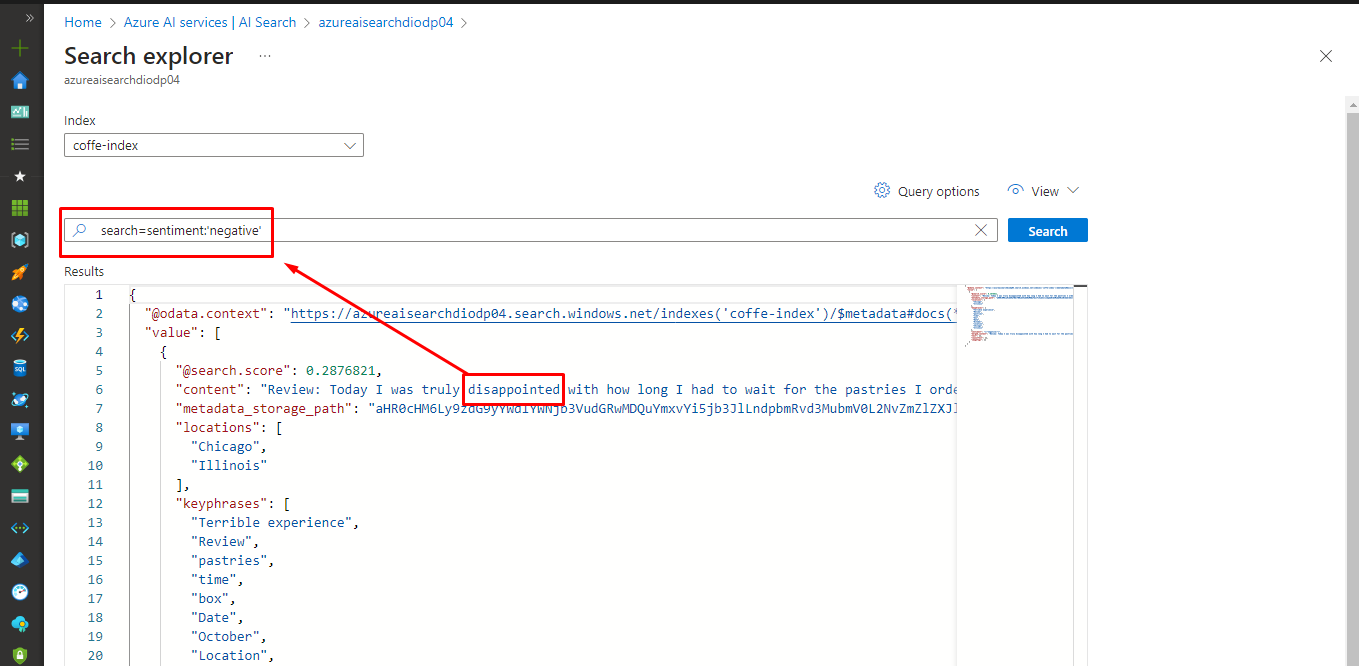 »
Home > Azure AI services | AI Search > azureaisearchdiodp04 >
Search explorer ...
azureaisearchdiodp04
Index
coffe-index
Query options View
search=sentiment:'negative'
Search
Results
1 {
2 "@odata.context": "https://azureaisearchdiodp04.search.windows.net/indexes('coffe-index')/$metadata#docs(*
3 "value": [
4 {
5 "@search.score": 0.2876821,
6 "content": "Review: Today I was truly disappointed with how long I had to wait for the pastries I orde
7 "metadata_storage_path":
8 "locations": [
9 "Chicago",
10 "Illinois"
11 ],
12 "keyphrases": [
13 "Terrible experience",
14 "Review",
15 "pastries",
16 "time",
17 "box",
18 "Date",
19 "October",
20 "Location",
SQL